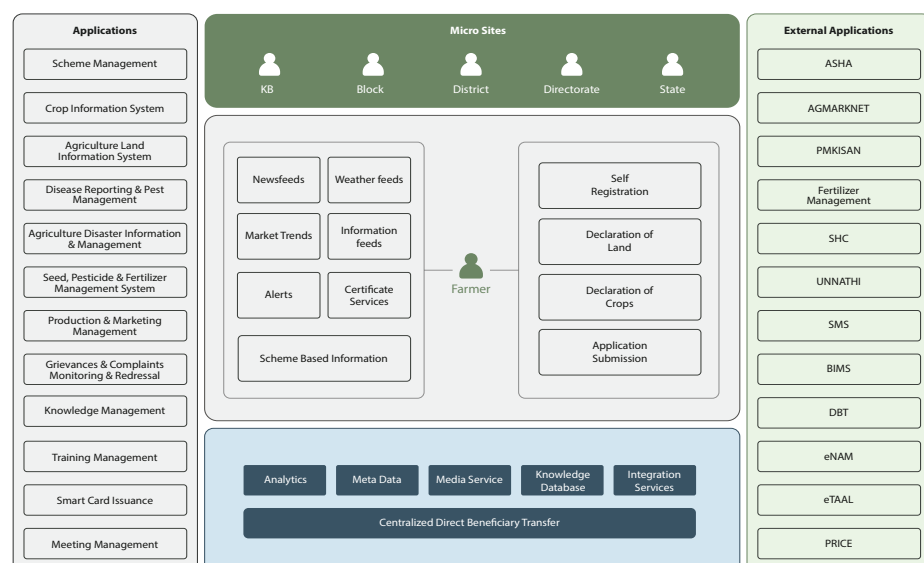 Applications
Scheme Management
Crop Information System
Agriculture Land
Information System
Disease Reporting & Pest
Management
Agriculture Disaster Information
& Management
Seed, Pesticide & Fertilizer
Management System
Production & Marketing
Management
Grievances & Complaints
Monitoring & Redressal
Knowledge Management
Training Management
Smart Card Issuance
Meeting Management
Micro Sites
KB
Block
District
Directorate
State
Newsfeeds
Weather feeds
Market Trends
Information
feeds
Alerts
Certificate
Services
Scheme Based Information
Farmer
Self
Registration
Declaration of
Land
Declaration of
Crops
Application
Submission
Analytics
Meta Data
Media Service
Knowledge
Database
Integration
Services
Centralized Direct Beneficiary Transfer
External Applications
ASHA
AGMARKNET
PMKISAN
Fertilizer
Management
SHC
UNNATHI
SMS
BIMS
DBT
eNAM
eTAAL
PRICE